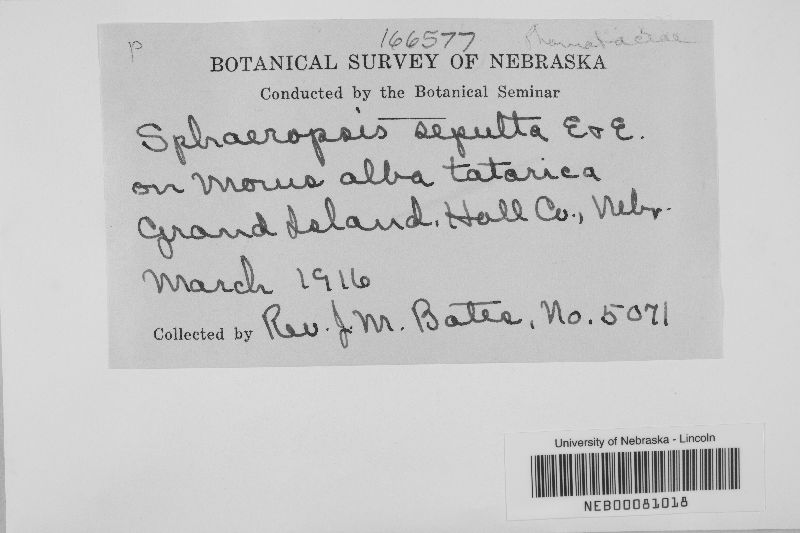 P
166577
BOTANICAL SURVEY OF NEBRASKA
Conducted by the Botanical Seminar
Sphaeropsis sepulta E & E.
on Morus alba tatarica
Grand Island, Hall Co., Nebr.
March 1916
Collected by Rev. J. M. Bates, No. 5071
University of Nebraska - Lincoln
NEB00081018